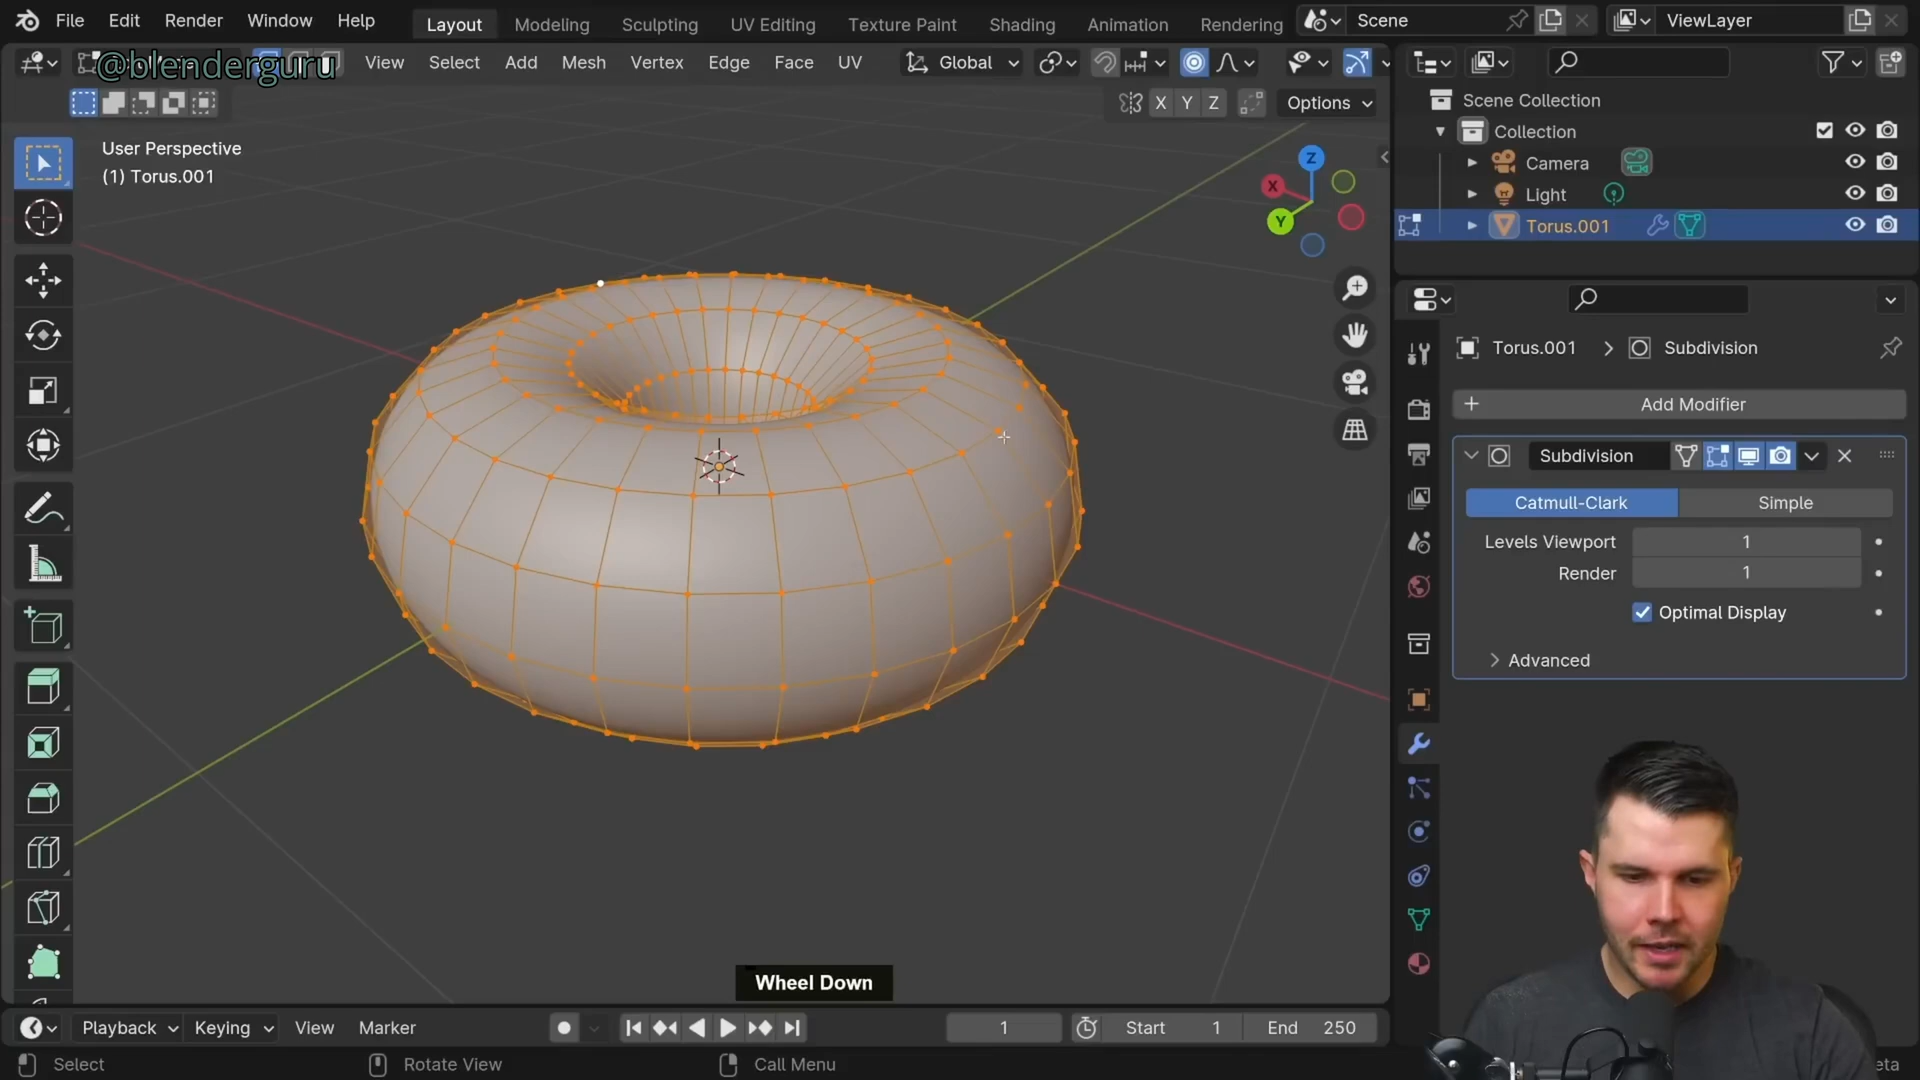 File Edit Render Window Help Layout Modeling Sculpting UV Editing Texture Paint Shading Animation Rendering Scene ViewLayer
@blenderguru View Select Add Mesh Vertex Edge Face UV Global
X Y Z Options
User Perspective
(1) Torus.001
Z
X
Y
Scene Collection
Collection
Camera
Light
Torus.001
Torus.001 > Subdivision
+ Add Modifier
Subdivision
Catmull-Clark Simple
Levels Viewport 1
Render 1
Optimal Display
Advanced
Wheel Down
Playback Keying View Marker 1 Start 1 End 250
Select Rotate View Call Menu